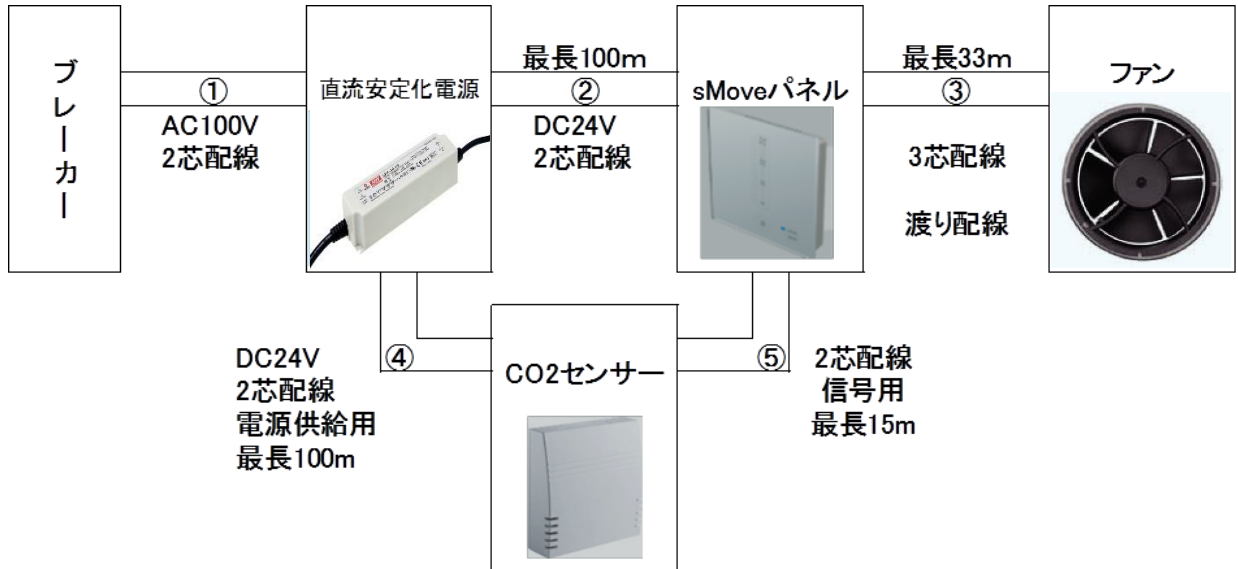 ブレーカー
①
AC100V
2芯配線
直流安定化電源
最長100m
②
DC24V
2芯配線
sMoveパネル
最長33m
③
3芯配線
渡り配線
ファン
④
DC24V
2芯配線
電源供給用
最長100m
CO2センサー
⑤
2芯配線
信号用
最長15m